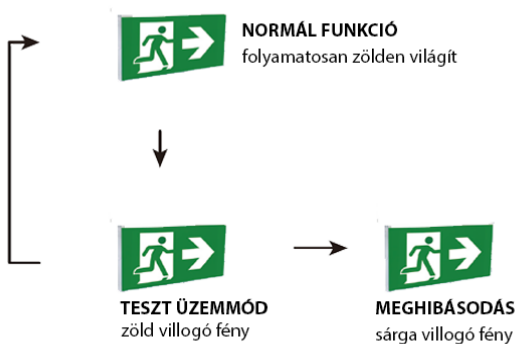 NORMÁL FUNKCIÓ
folyamatosan zölden világít
TESZT ÜZEMMÓD
zöld villogó fény
MEGHIBÁSODÁS
sárga villogó fény